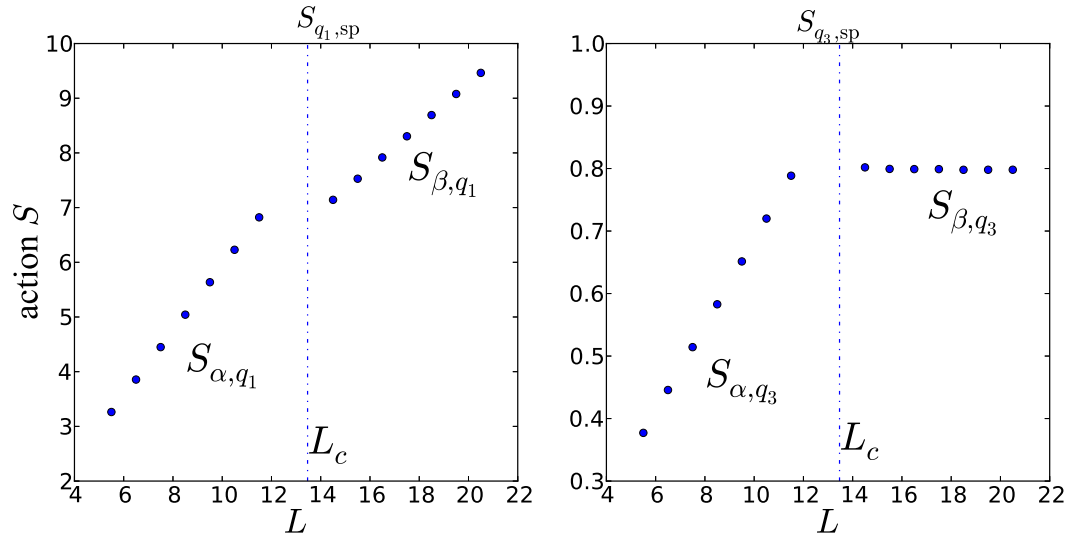 S_{q_1,sp}
10
9
8
7
6
5
4
3
2
action S
S_{β,q_1}
S_{α,q_1}
L_c
4 6 8 10 12 14 16 18 20 22
L
S_{q_3,sp}
1.0
0.9
0.8
0.7
0.6
0.5
0.4
0.3
S_{β,q_3}
S_{α,q_3}
L_c
4 6 8 10 12 14 16 18 20 22
L